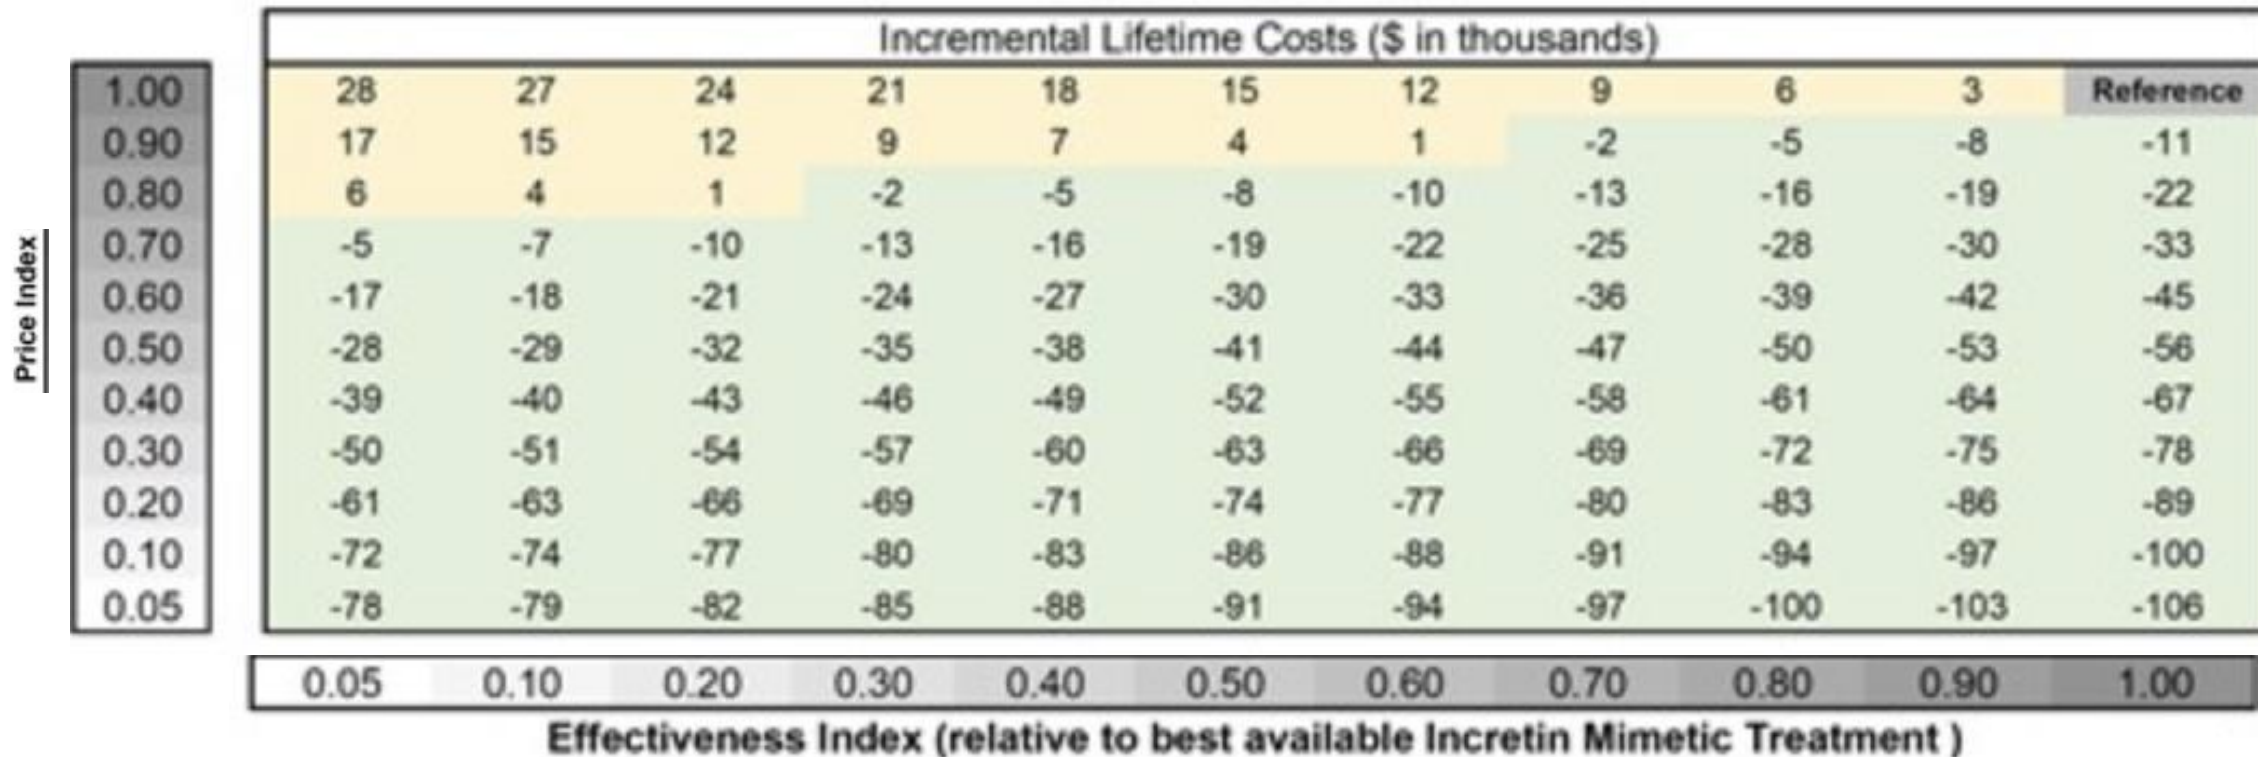 Incremental Lifetime Costs ($ in thousands)
1.00 28 27 24 21 18 15 12 9 6 3 Reference
0.90 17 15 12 9 7 4 1 -2 -5 -8 -11
0.80 6 4 1 -2 -5 -8 -10 -13 -16 -19 -22
0.70 -5 -7 -10 -13 -16 -19 -22 -25 -28 -30 -33
0.60 -17 -18 -21 -24 -27 -30 -33 -36 -39 -42 -45
0.50 -28 -29 -32 -35 -38 -41 -44 -47 -50 -53 -56
0.40 -39 -40 -43 -46 -49 -52 -55 -58 -61 -64 -67
0.30 -50 -51 -54 -57 -60 -63 -66 -69 -72 -75 -78
0.20 -61 -63 -66 -69 -71 -74 -77 -80 -83 -86 -89
0.10 -72 -74 -77 -80 -83 -86 -88 -91 -94 -97 -100
0.05 -78 -79 -82 -85 -88 -91 -94 -97 -100 -103 -106
Price Index
0.05 0.10 0.20 0.30 0.40 0.50 0.60 0.70 0.80 0.90 1.00
Effectiveness Index (relative to best available Incretin Mimetic Treatment )